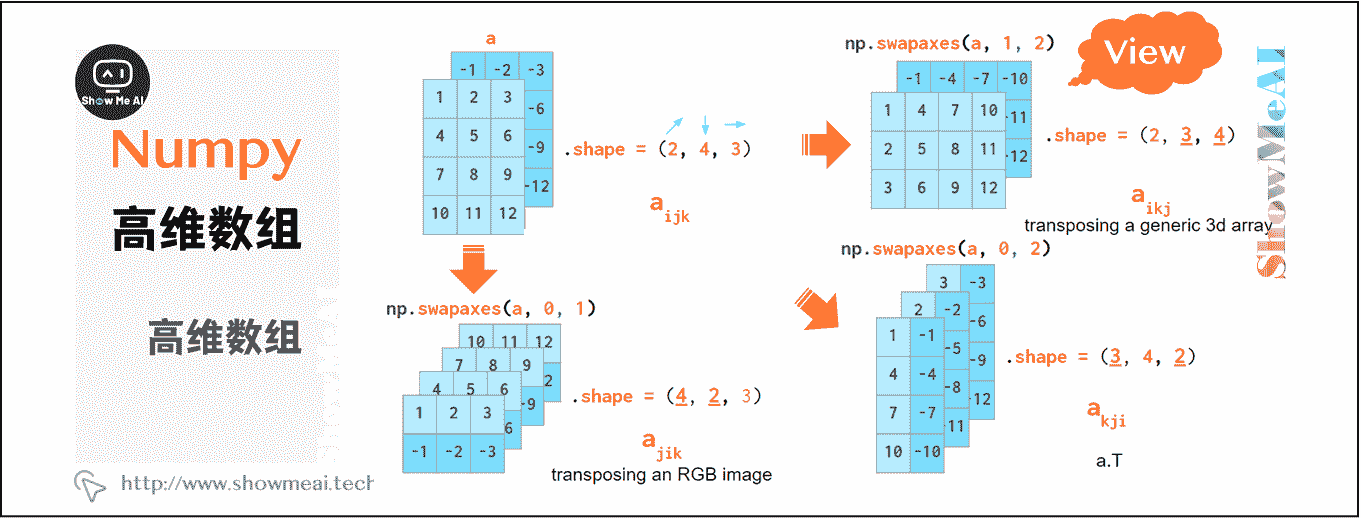 Show Me AI
Numpy
高维数组
高维数组
http://www.showmeai.tech
a
-1 -2 -3
1 2 3
-6
4 5 6
-9
7 8 9
-12
10 11 12
.shape = (2, 4, 3)
a ijk
np.swapaxes(a, 1, 2)
View
-1 -4 -7 -10
1 4 7 10
-11
2 5 8 11
-12
3 6 9 12
.shape = (2, 3, 4)
a ikj
transposing a generic 3d array
ShowMeAI
np.swapaxes(a, 0, 1)
10 11 12
7 8 9
2
4 5 6
-9
1 2 3
6
-1 -2 -3
.shape = (4, 2, 3)
a jik
transposing an RGB image
np.swapaxes(a, 0, 2)
3 -3
2 -2
-6
1 -1
-5
-9
4 -4
-8
-12
7 -7
-11
10 -10
.shape = (3, 4, 2)
a kji
a.T